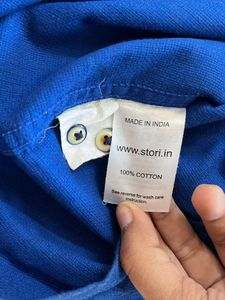 MADE IN INDIA
www.stori.in
100% COTTON
See reverse for wash care
instruction